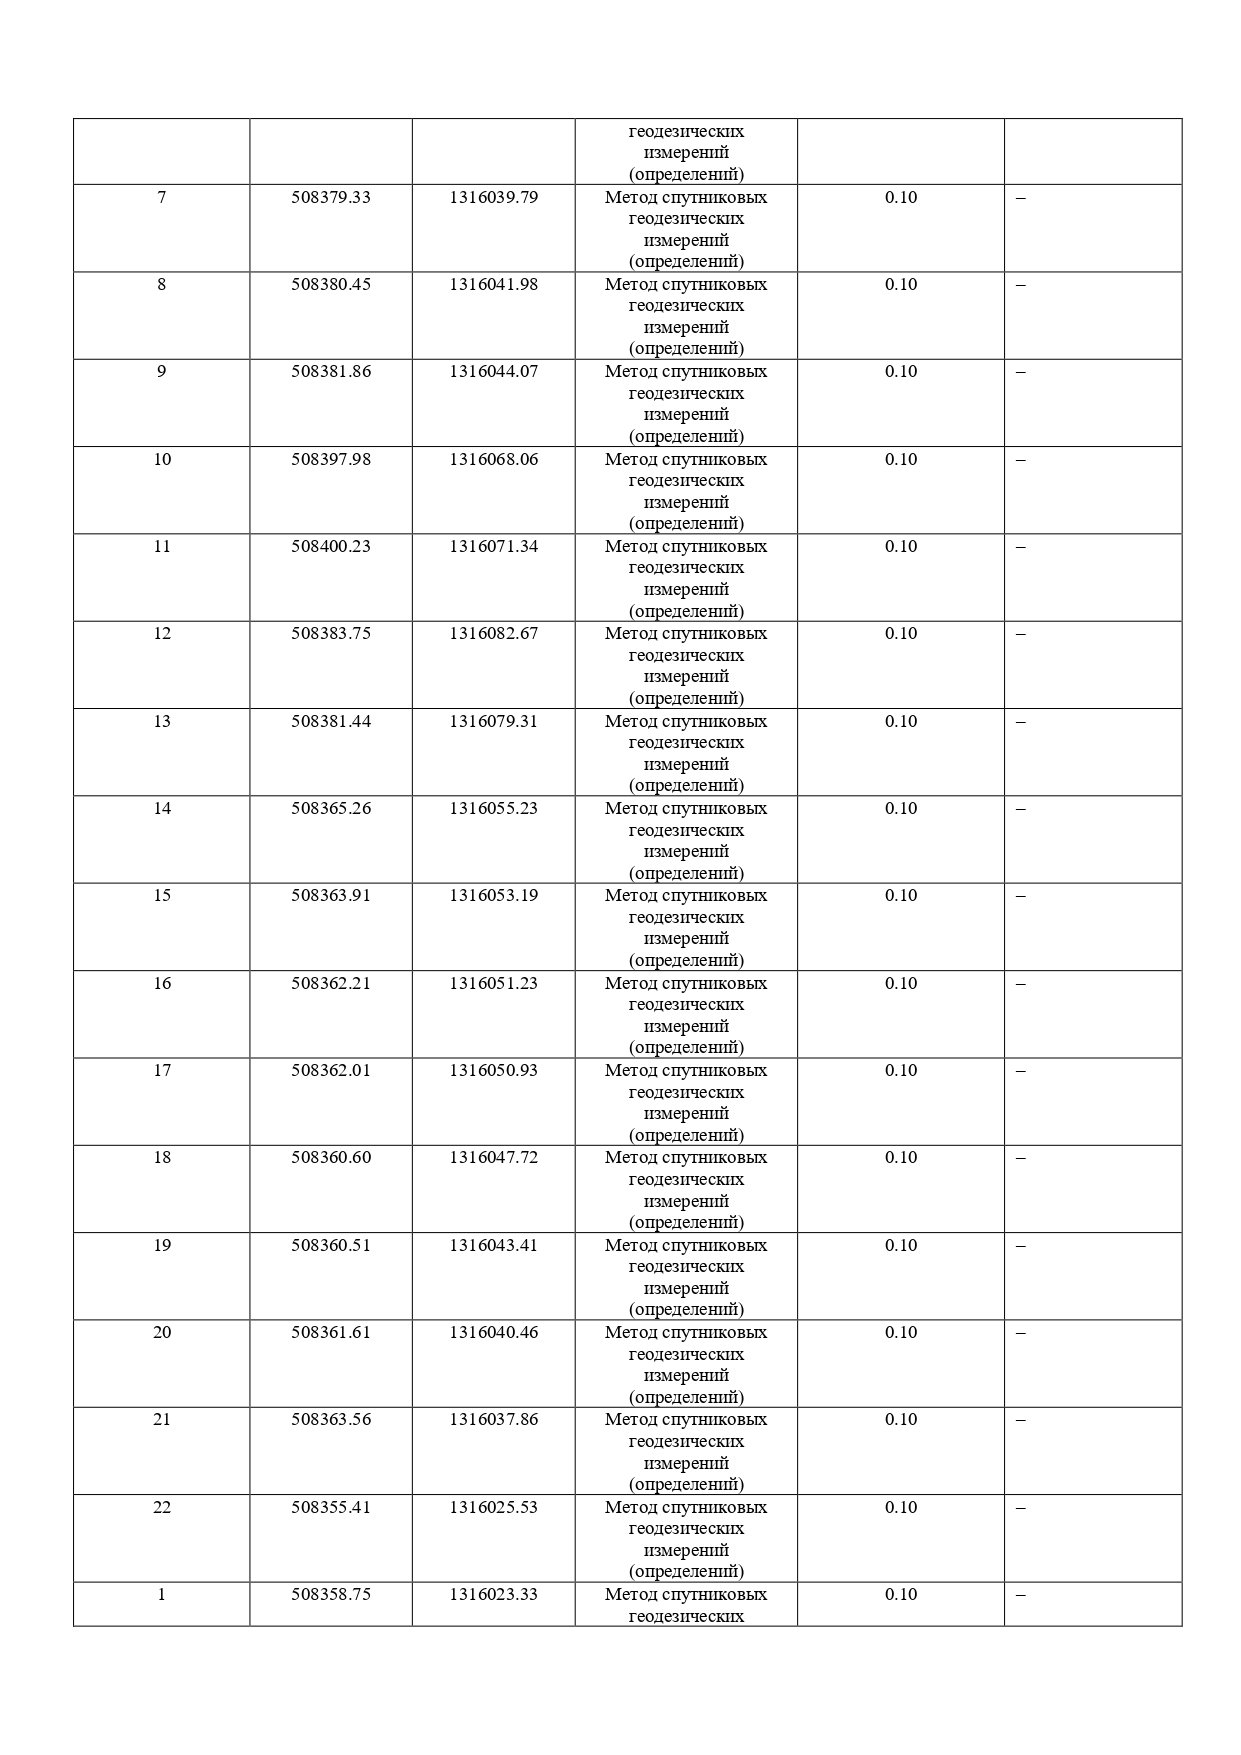 геодезических
измерений
(определений)
7 508379.33 1316039.79 Метод спутниковых 0.10 –
геодезических
измерений
(определений)
8 508380.45 1316041.98 Метод спутниковых 0.10 –
геодезических
измерений
(определений)
9 508381.86 1316044.07 Метод спутниковых 0.10 –
геодезических
измерений
(определений)
10 508397.98 1316068.06 Метод спутниковых 0.10 –
геодезических
измерений
(определений)
11 508400.23 1316071.34 Метод спутниковых 0.10 –
геодезических
измерений
(определений)
12 508383.75 1316082.67 Метод спутниковых 0.10 –
геодезических
измерений
(определений)
13 508381.44 1316079.31 Метод спутниковых 0.10 –
геодезических
измерений
(определений)
14 508365.26 1316055.23 Метод спутниковых 0.10 –
геодезических
измерений
(определений)
15 508363.91 1316053.19 Метод спутниковых 0.10 –
геодезических
измерений
(определений)
16 508362.21 1316051.23 Метод спутниковых 0.10 –
геодезических
измерений
(определений)
17 508362.01 1316050.93 Метод спутниковых 0.10 –
геодезических
измерений
(определений)
18 508360.60 1316047.72 Метод спутниковых 0.10 –
геодезических
измерений
(определений)
19 508360.51 1316043.41 Метод спутниковых 0.10 –
геодезических
измерений
(определений)
20 508361.61 1316040.46 Метод спутниковых 0.10 –
геодезических
измерений
(определений)
21 508363.56 1316037.86 Метод спутниковых 0.10 –
геодезических
измерений
(определений)
22 508355.41 1316025.53 Метод спутниковых 0.10 –
геодезических
измерений
(определений)
1 508358.75 1316023.33 Метод спутниковых 0.10 –
геодезических